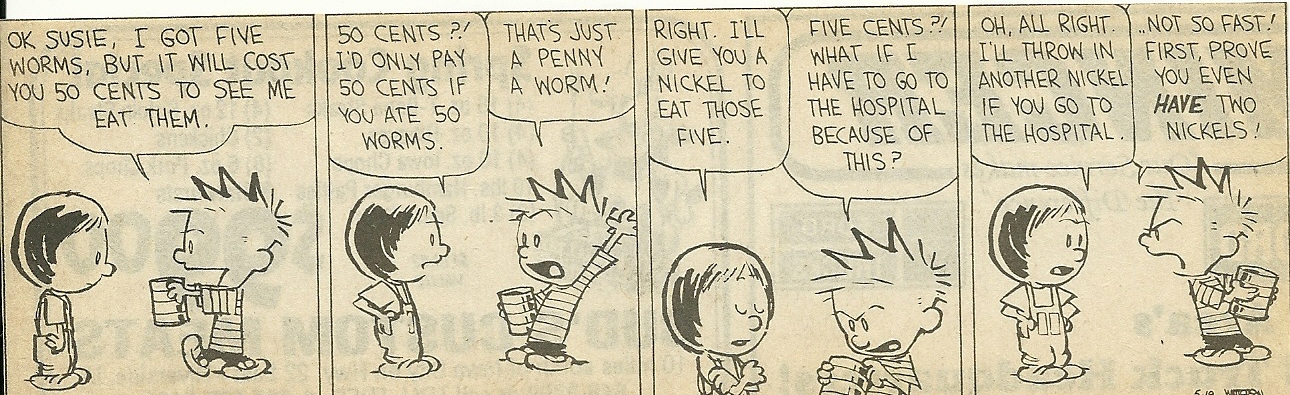 OK SUSIE, I GOT FIVE
WORMS, BUT IT WILL COST
YOU 50 CENTS TO SEE ME
EAT THEM.
50 CENTS ?!
I'D ONLY PAY
50 CENTS IF
YOU ATE 50
WORMS.
THAT'S JUST
A PENNY
A WORM!
RIGHT. I'LL
GIVE YOU A
NICKEL TO
EAT THOSE
FIVE.
FIVE CENTS?!
WHAT IF I
HAVE TO GO TO
THE HOSPITAL
BECAUSE OF
THIS?
OH, ALL RIGHT.
I'LL THROW IN
ANOTHER NICKEL
IF YOU GO TO
THE HOSPITAL.
..NOT SO FAST!
FIRST, PROVE
YOU EVEN
HAVE TWO
NICKELS!